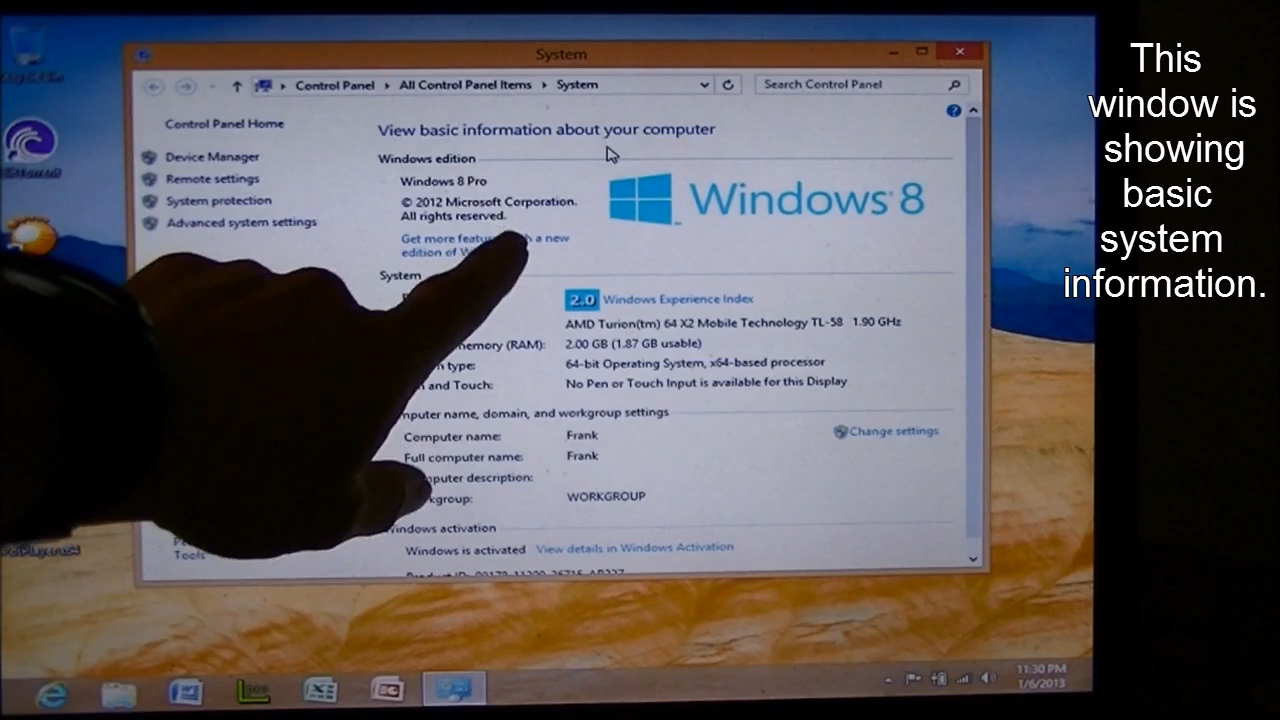 System
Control Panel
All Control Panel Items
System
Search Control Panel
This
window is
showing
basic
system
information.
Control Panel Home
Device Manager
Remote settings
System protection
Advanced system settings
View basic information about your computer
Windows edition
Windows 8 Pro
© 2012 Microsoft Corporation.
All rights reserved.
Windows 8
Get more a new
edition of
System
2.0 Windows Experience Index
AMD Turion(tm) 64 X2 Mobile Technology TL-58 1.90 GHz
(RAM): 2.00 GB (1.87 GB usable)
type: 64-bit Operating System, x64-based processor
and Touch: No Pen or Touch Input is available for this Display
name, domain, and workgroup settings
Computer name: Frank
Full computer name: Frank
description:
WORKGROUP
Change settings
activation
Windows is activated View details in Windows Activation
Tools
11:30 PM
1/6/2013